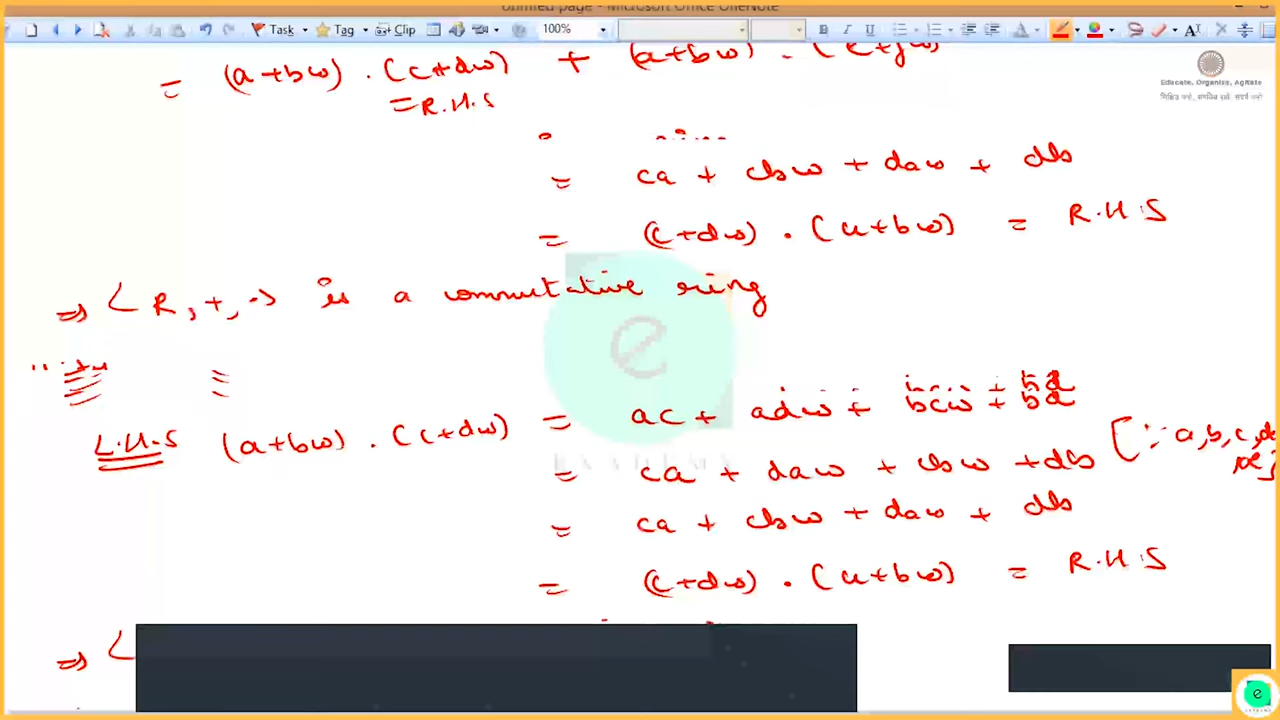 Untitled page - Microsoft Office OneNote
Task Tag Clip 100% B I U
= (a+bω) . (c+dω) + (a+bω) . (e+fω)
= R.H.S
Educate, Organise, Agitate
= ca + cbω + daω + db
= (c+dω) . (a+bω) = R.H.S
⇒ < R, +, .> is a commutative ring
L.H.S (a+bω) . (c+dω) = ac + adω + bcω + bd
= ca + daω + cbω + db [∵ a,b,c,d
= ca + cbω + daω + db
= (c+dω) . (a+bω) = R.H.S
⇒ <
e